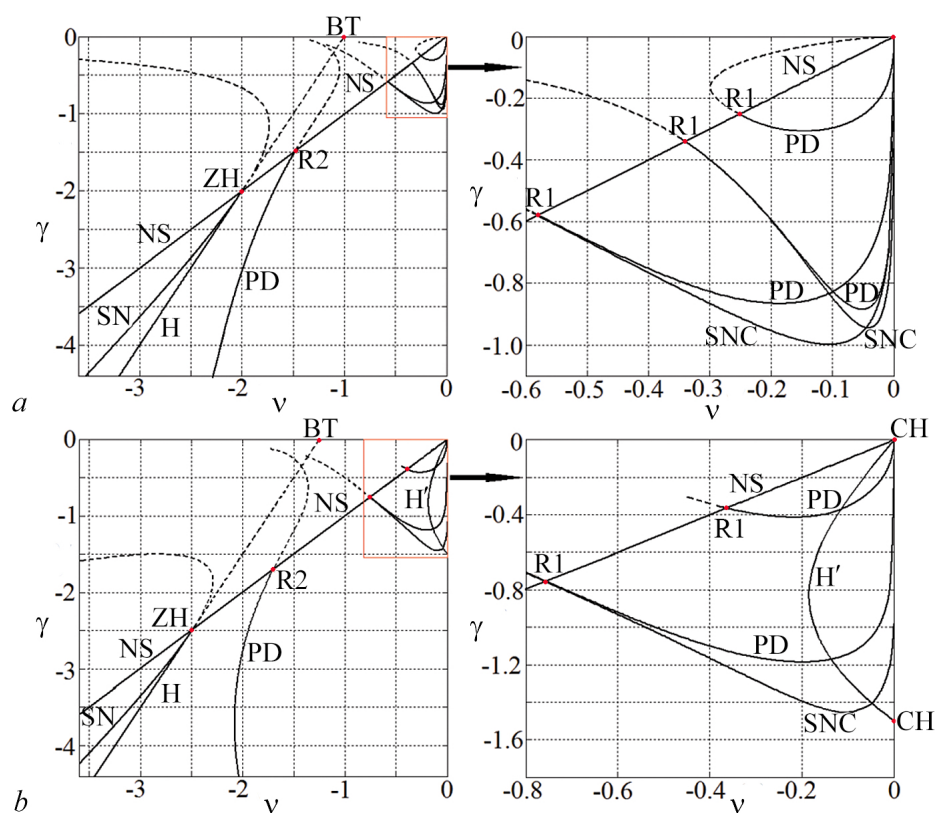 BT
0
NS
-1
ZH
R2
-2
γ
NS
-3
SN
H
PD
-4
-3
-2
-1
0
a
ν
0
NS
-0.2
R1
R1
PD
-0.4
γ
R1
-0.6
-0.8
PD
PD
SNC
SNC
-1.0
-0.6
-0.5
-0.4
-0.3
-0.2
-0.1
0
ν
BT
0
NS
H′
-1
R2
-2
ZH
γ
NS
PD
-3
H
SN
-4
-3
-2
-1
0
b
ν
CH
0
NS
PD
-0.4
R1
R1
H′
-0.8
γ
PD
-1.2
SNC
CH
-1.6
-0.8
-0.6
-0.4
-0.2
0
ν